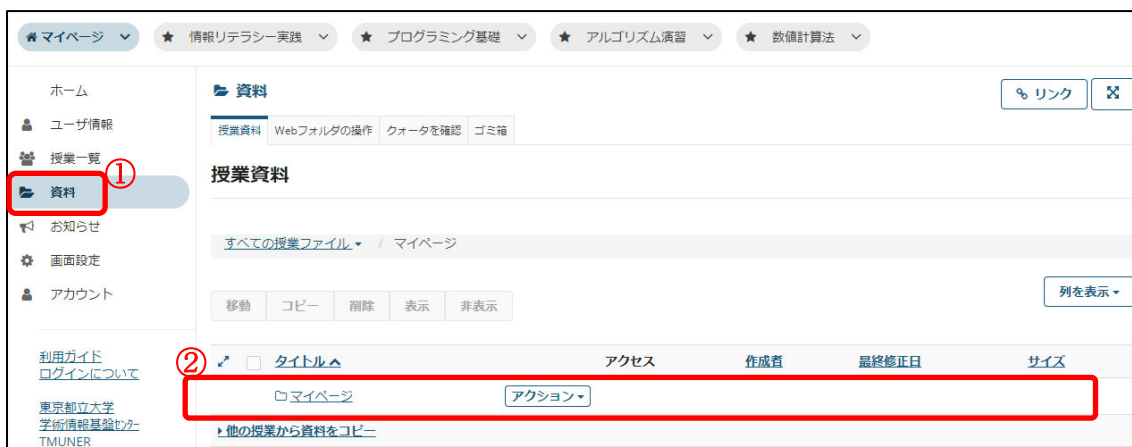 マイページ ★ 情報リテラシー実践 ★ プログラミング基礎 ★ アルゴリズム演習 ★ 数値計算法
ホーム
ユーザ情報
授業一覧
①
資料
お知らせ
画面設定
アカウント
利用ガイド
ログインについて
東京都立大学
学術情報基盤センター
TMUNER
資料
リンク
授業資料 Webフォルダの操作 クォータを確認 ゴミ箱
授業資料
すべての授業ファイル / マイページ
列を表示
移動 コピー 削除 表示 非表示
②
タイトル アクセス 作成者 最終修正日 サイズ
マイページ アクション
他の授業から資料をコピー